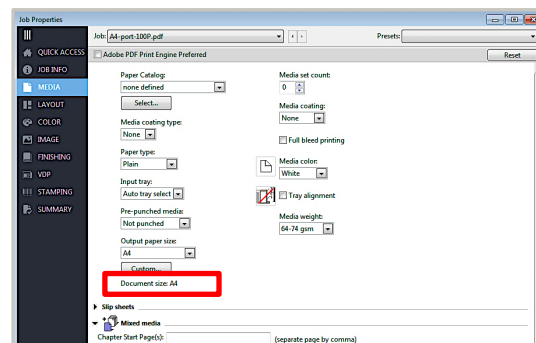 Job Properties
Job: A4-port-100P.pdf
Presets:
QUICK ACCESS
Adobe PDF Print Engine Preferred
Reset
JOB INFO
MEDIA
LAYOUT
COLOR
IMAGE
FINISHING
VDP
STAMPING
SUMMARY
Paper Catalog:
none defined
Select...
Media coating type:
None
Paper type:
Plain
Input tray:
Auto tray select
Pre-punched media:
Not punched
Output paper size:
A4
Custom...
Document size: A4
Media set count:
0
Media coating:
None
Full bleed printing
Media color:
White
Tray alignment
Media weight:
64-74 gsm
Slip sheets
Mixed media
Chapter Start Page(s):
(separate page by comma)